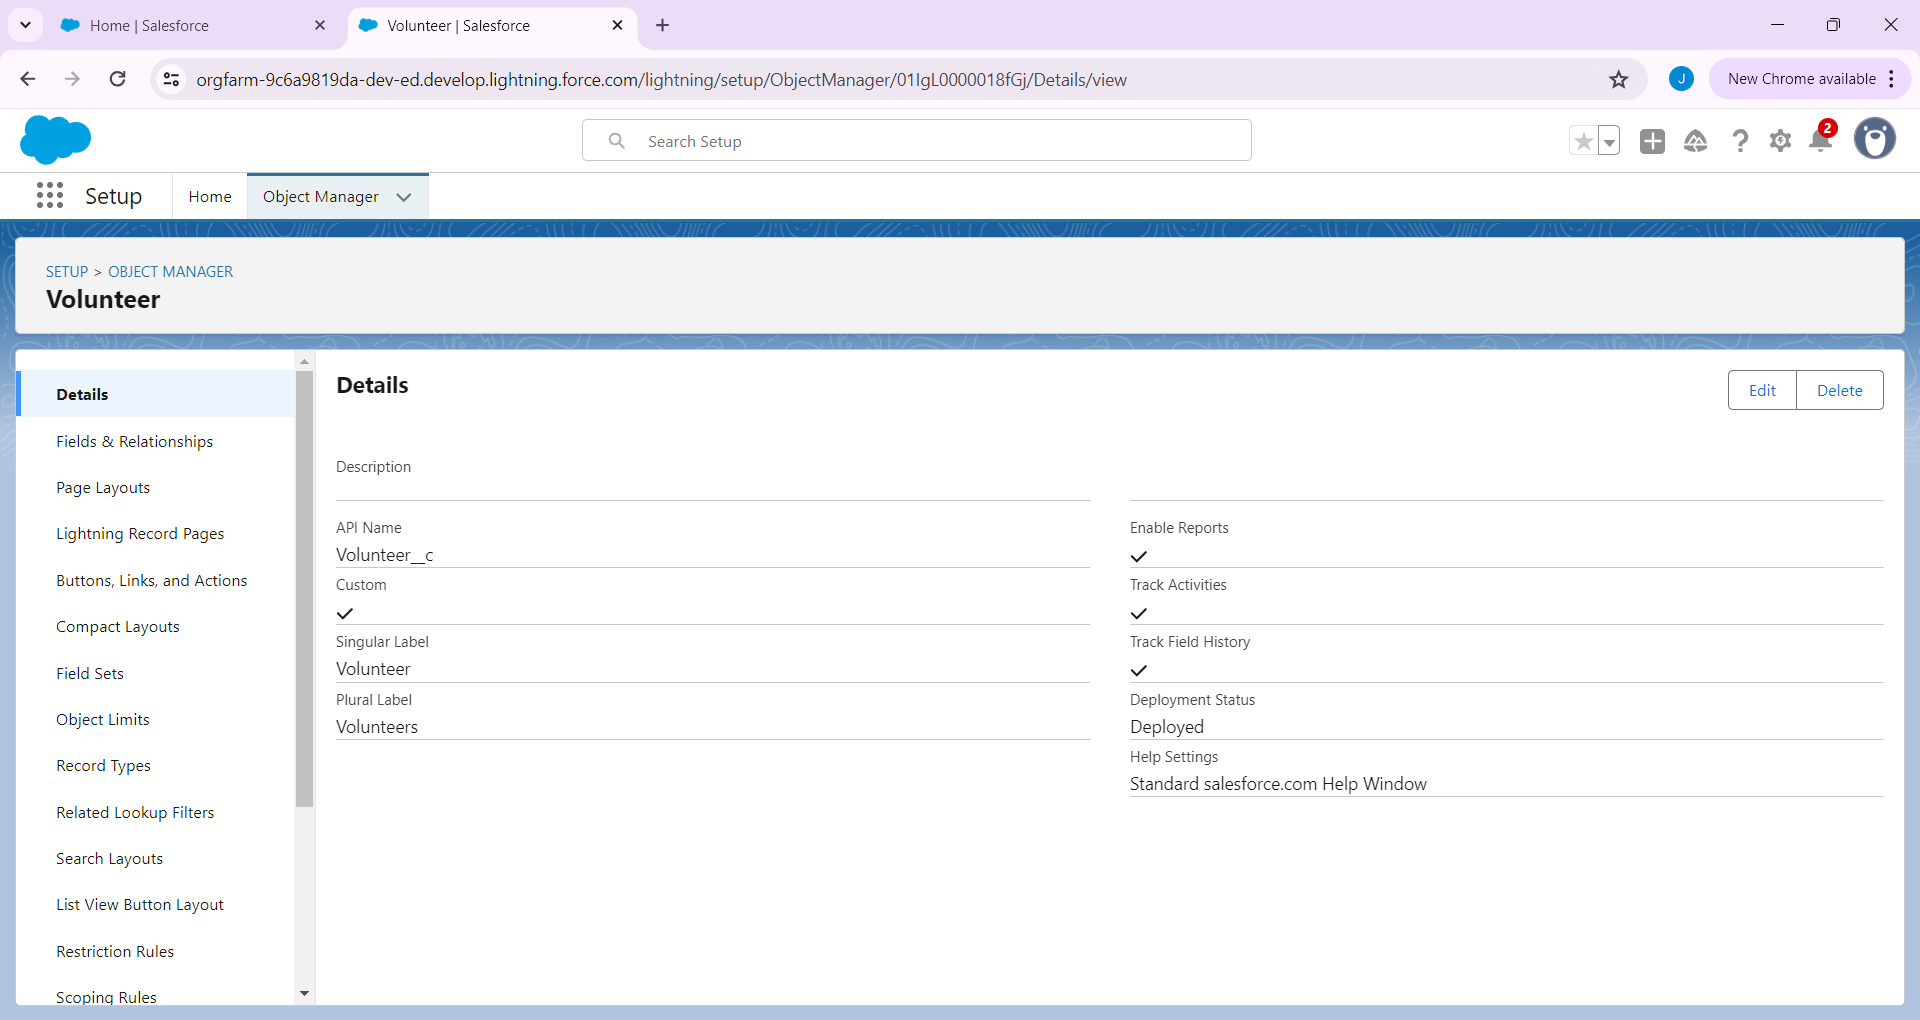 Home | Salesforce
Volunteer | Salesforce
orgfarm-9c6a9819da-dev-ed.develop.lightning.force.com/lightning/setup/ObjectManager/01IgL0000018fGj/Details/view
J
New Chrome available
Search Setup
2
Setup
Home
Object Manager
SETUP > OBJECT MANAGER
Volunteer
Details
Fields & Relationships
Page Layouts
Lightning Record Pages
Buttons, Links, and Actions
Compact Layouts
Field Sets
Object Limits
Record Types
Related Lookup Filters
Search Layouts
List View Button Layout
Restriction Rules
Scoping Rules
Details
Edit
Delete
Description
API Name
Volunteer__c
Custom
Singular Label
Volunteer
Plural Label
Volunteers
Enable Reports
Track Activities
Track Field History
Deployment Status
Deployed
Help Settings
Standard salesforce.com Help Window